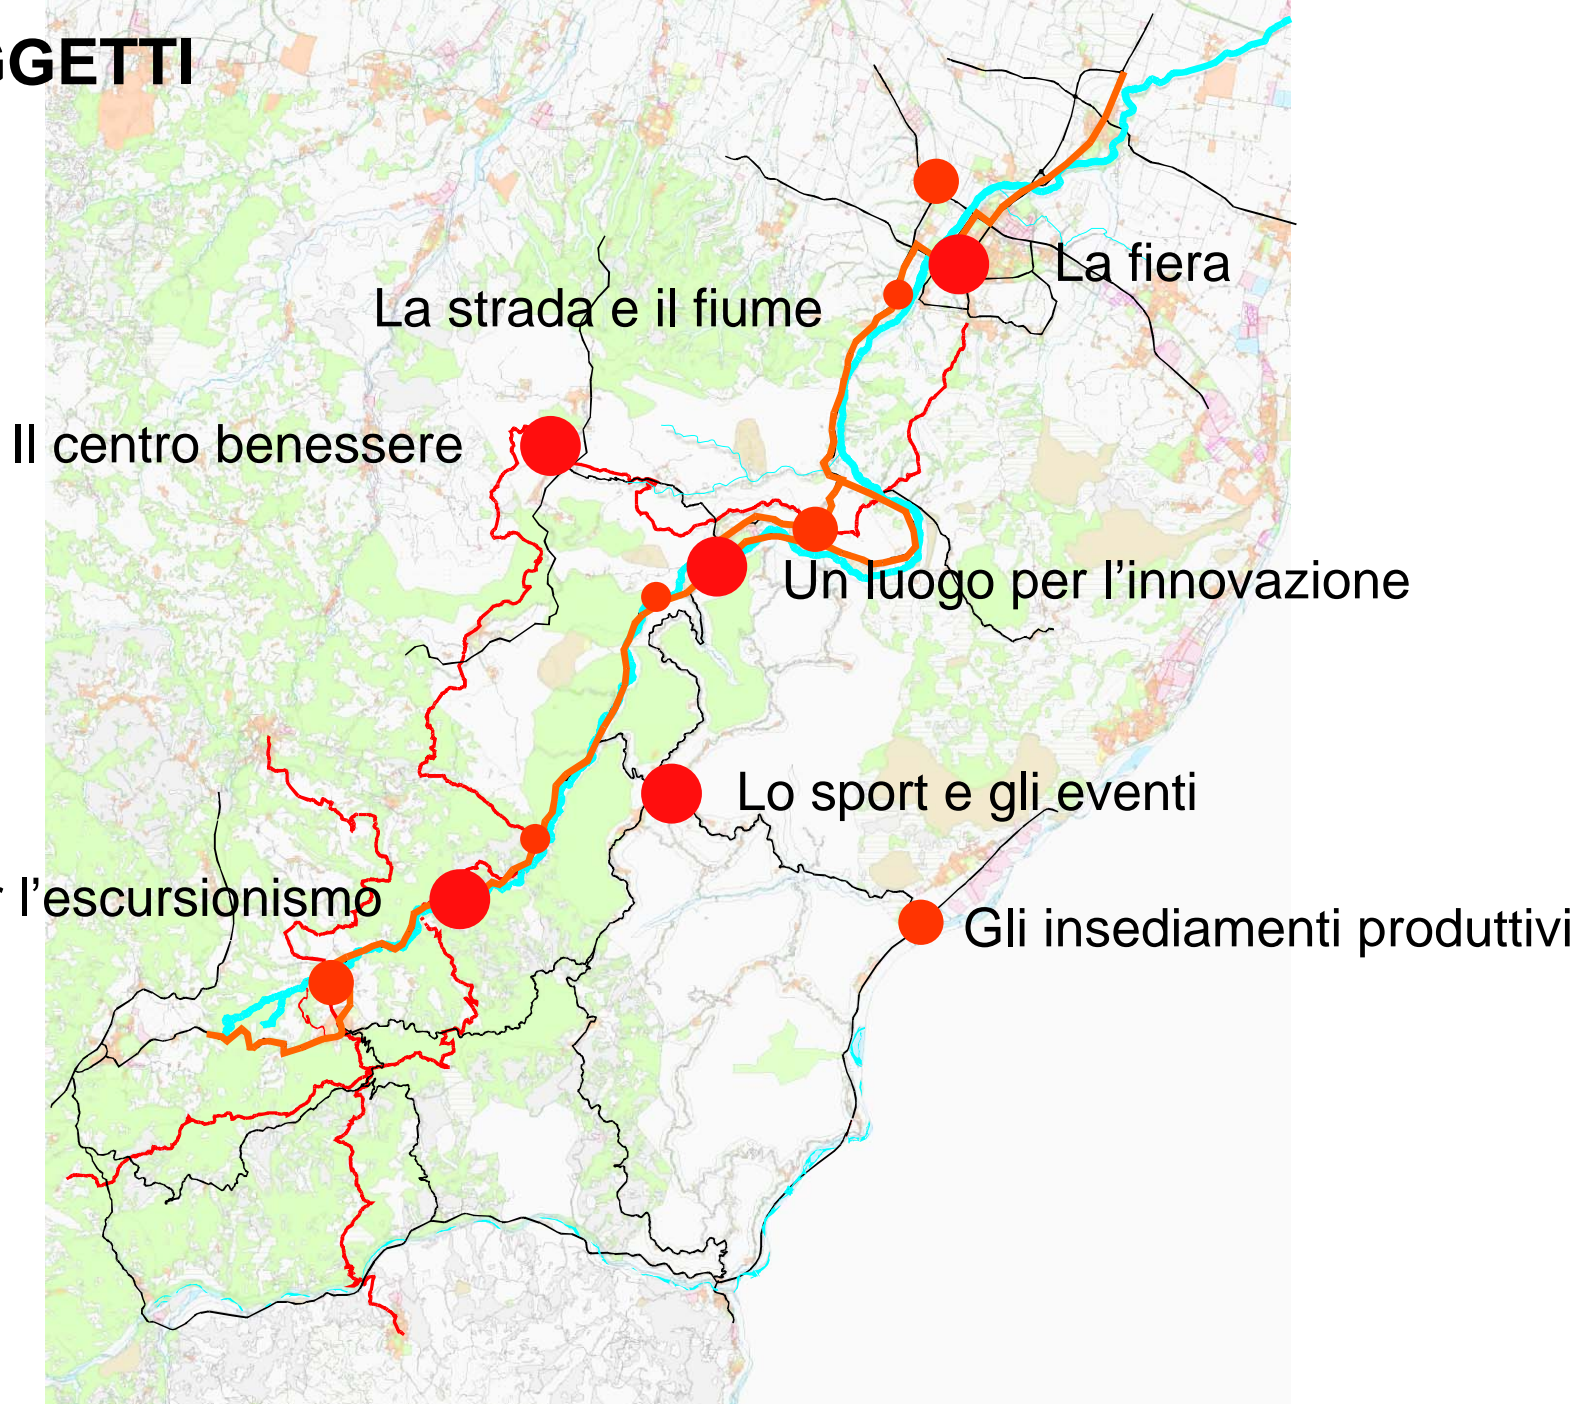 GGETTI
La fiera
La strada e il fiume
Il centro benessere
Un luogo per l’innovazione
Lo sport e gli eventi
r l’escursionismo
Gli insediamenti produttivi